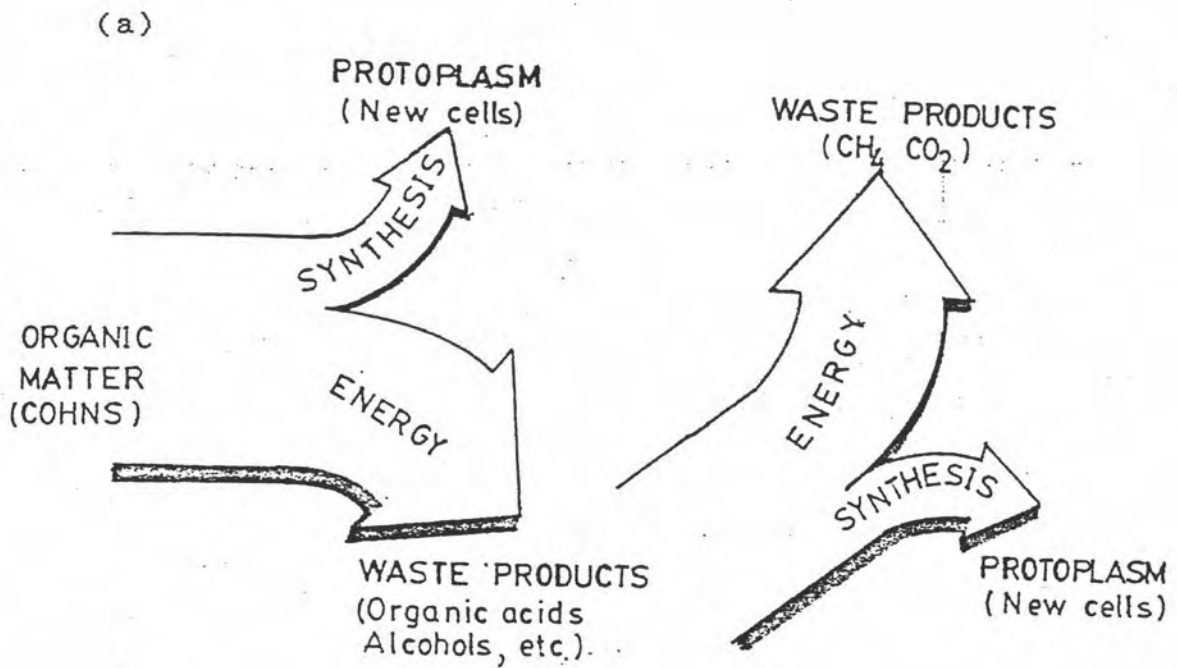 (a)
PROTOPLASM
(New cells)
SYNTHESIS
ORGANIC
MATTER
(COHNS)
ENERGY
WASTE PRODUCTS
(Organic acids
Alcohols, etc.).
WASTE PRODUCTS
(CH4 CO2)
ENERGY
SYNTHESIS
PROTOPLASM
(New cells)